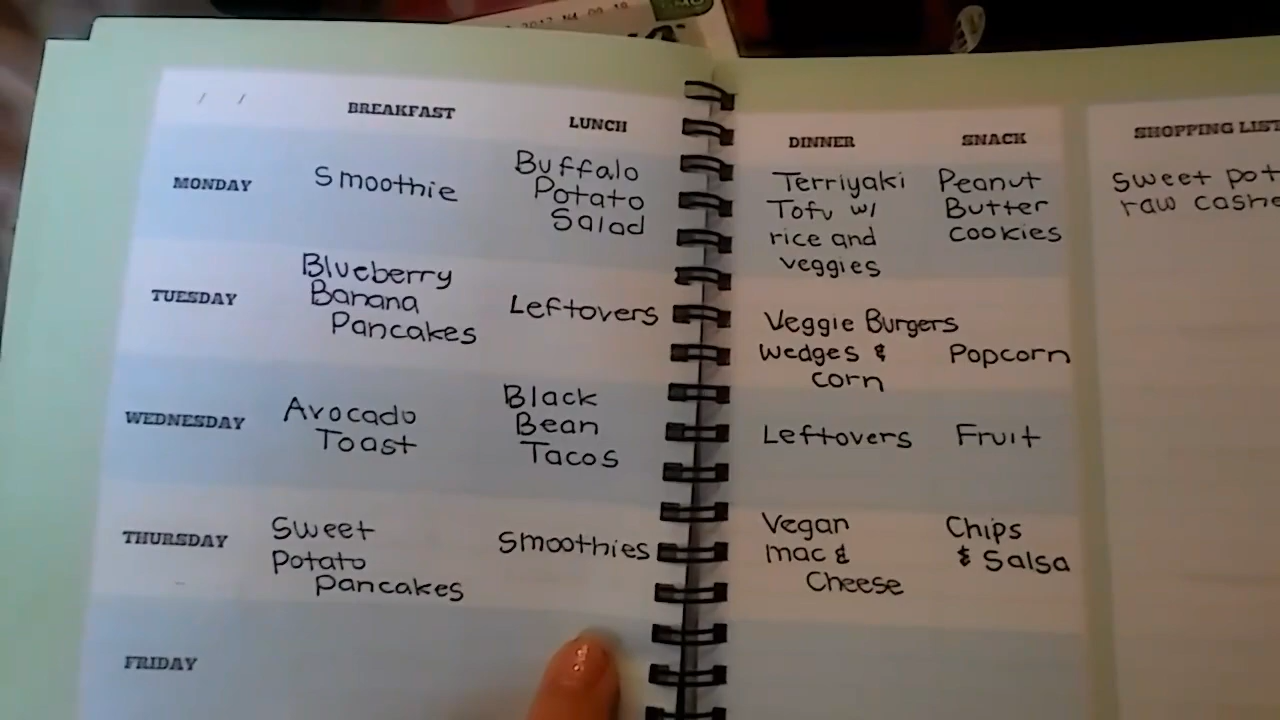 / /
BREAKFAST
LUNCH
DINNER
SNACK
SHOPPING LIST
MONDAY
Smoothie
Buffalo
Potato
Salad
Terriyaki
Tofu w/
rice and
veggies
Peanut
Butter
cookies
sweet pot
raw cashe
TUESDAY
Blueberry
Banana
Pancakes
Leftovers
Veggie Burgers
wedges &
corn
Popcorn
WEDNESDAY
Avocado
Toast
Black
Bean
Tacos
Leftovers
Fruit
THURSDAY
Sweet
Potato
Pancakes
Smoothies
Vegan
mac &
Cheese
Chips
& Salsa
FRIDAY